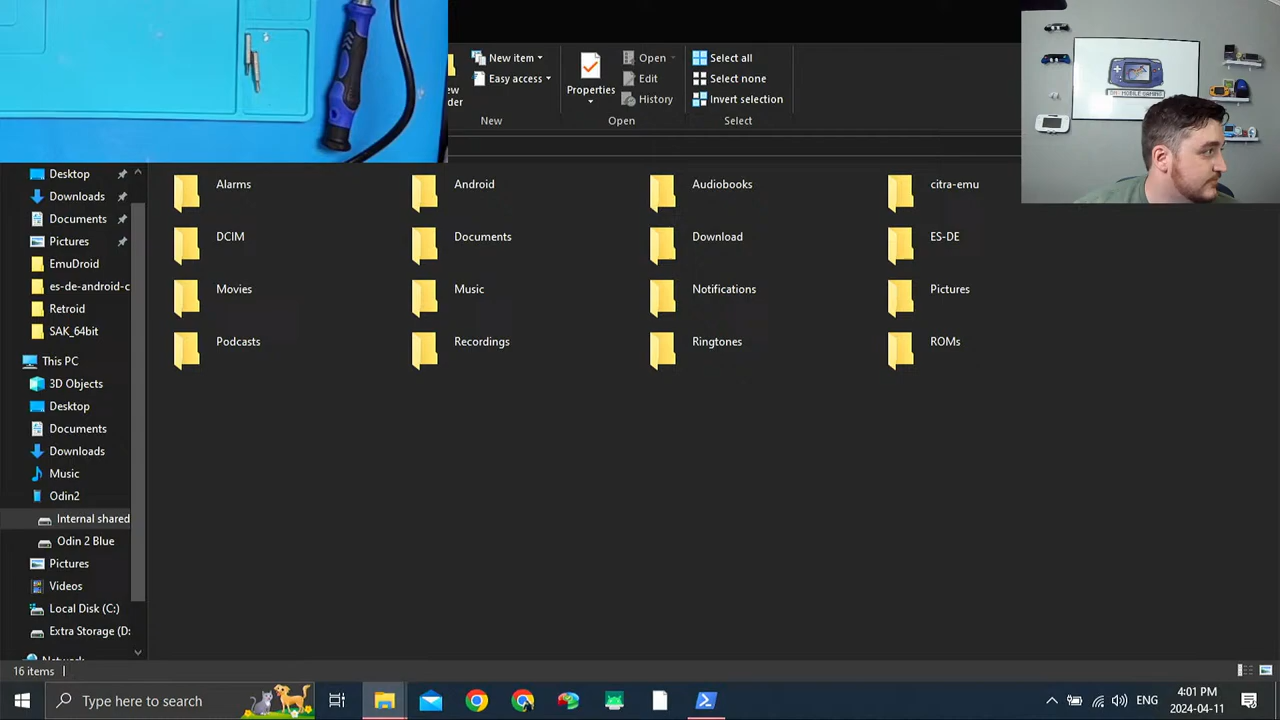 New item
Easy access
Properties
Open
Edit
History
Select all
Select none
Invert selection
New
Open
Select
Desktop
Downloads
Documents
Pictures
EmuDroid
es-de-android-c
Retroid
SAK_64bit
This PC
3D Objects
Desktop
Documents
Downloads
Music
Odin2
Internal shared
Odin 2 Blue
Pictures
Videos
Local Disk (C:)
Extra Storage (D:
Alarms
Android
Audiobooks
citra-emu
DCIM
Documents
Download
ES-DE
Movies
Music
Notifications
Pictures
Podcasts
Recordings
Ringtones
ROMs
16 items
Type here to search
ENG
4:01 PM
2024-04-11